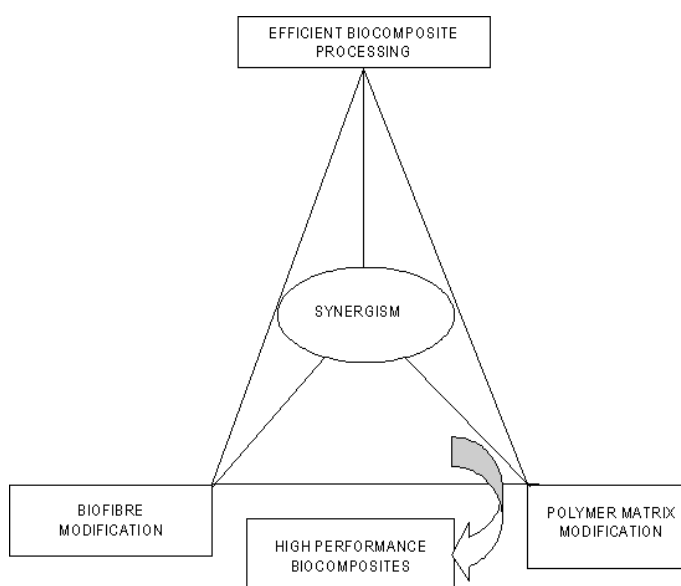 EFFICIENT BIOCOMPOSITE
PROCESSING
SYNERGISM
BIOFIBRE
MODIFICATION
POLYMER MATRIX
MODIFICATION
HIGH PERFORMANCE
BIOCOMPOSITES